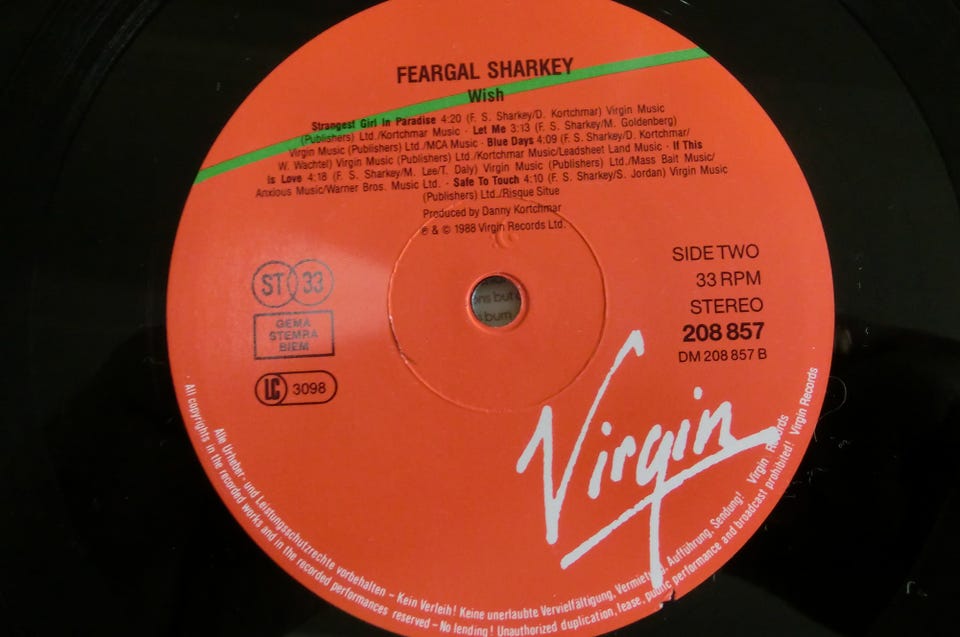 FEARGAL SHARKEY
Wish
Strangest Girl In Paradise 4:20 (F. S. Sharkey/D. Kortchmar) Virgin Music
(Publishers) Ltd./Kortchmar Music · Let Me 3:13 (F. S. Sharkey/M. Goldenberg)
Virgin Music (Publishers) Ltd./MCA Music · Blue Days 4:09 (F. S. Sharkey/D. Kortchmar/
W. Wachtel) Virgin Music (Publishers) Ltd./Kortchmar Music/Leadsheet Land Music · If This
Is Love 4:18 (F. S. Sharkey/M. Lee/T. Daly) Virgin Music (Publishers) Ltd./Mass Bait Music/
Anxious Music/Warner Bros. Music Ltd. · Safe To Touch 4:10 (F. S. Sharkey/S. Jordan) Virgin Music
(Publishers) Ltd./Risque Situe
Produced by Danny Kortchmar
℗ & © 1988 Virgin Records Ltd.
ST 33
GEMA
STEMRA
BIEM
LC 3098
SIDE TWO
33 RPM
STEREO
208 857
DM 208 857 B
ons but
bum
Virgin
Alle Urheber- und Leistungsschutzrechte vorbehalten – Kein Verleih! Keine unerlaubte Vervielfältigung, Vermietung, Aufführung, Sendung! Virgin Records
All copyrights in the recorded works and in the recorded performances reserved – No lending! Unauthorized duplication, lease, public performance and broadcast prohibited! Virgin Records